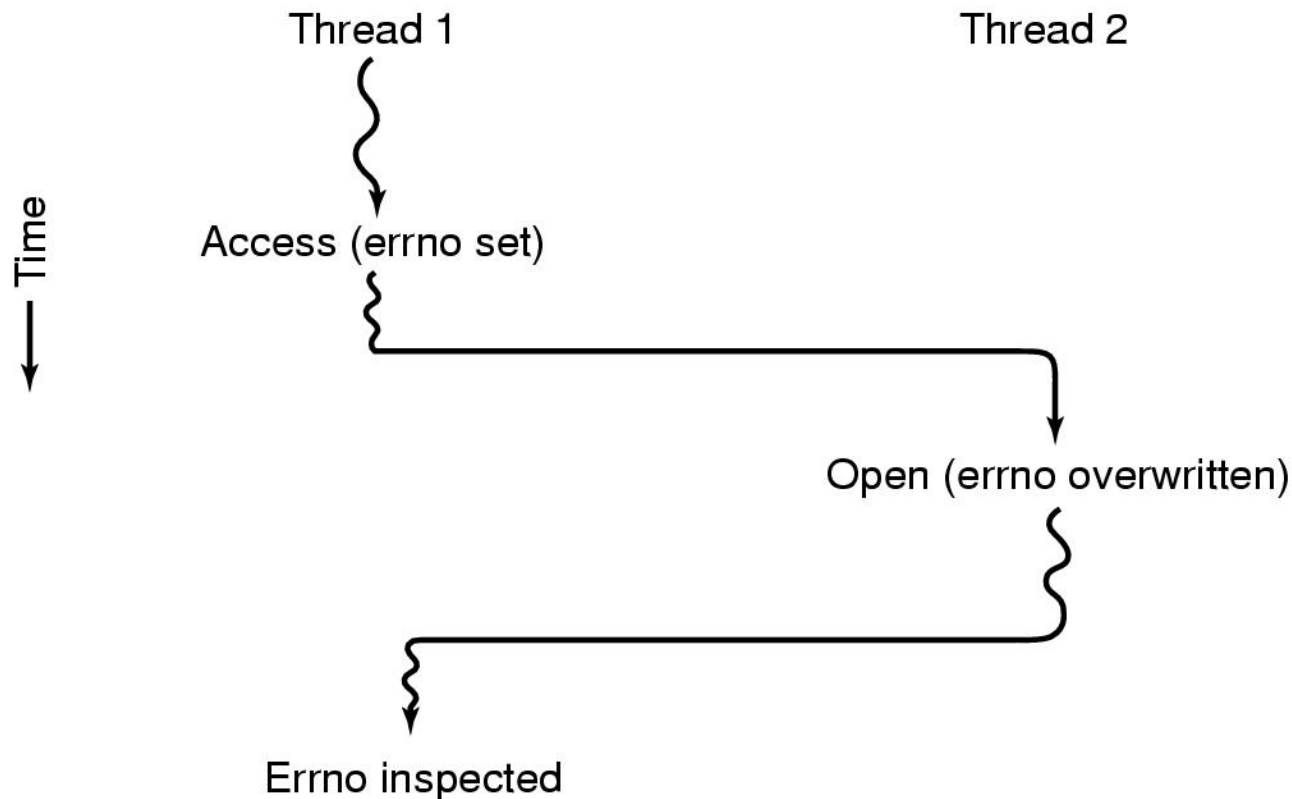 Thread 1
Thread 2
Time
Access (errno set)
Open (errno overwritten)
Errno inspected